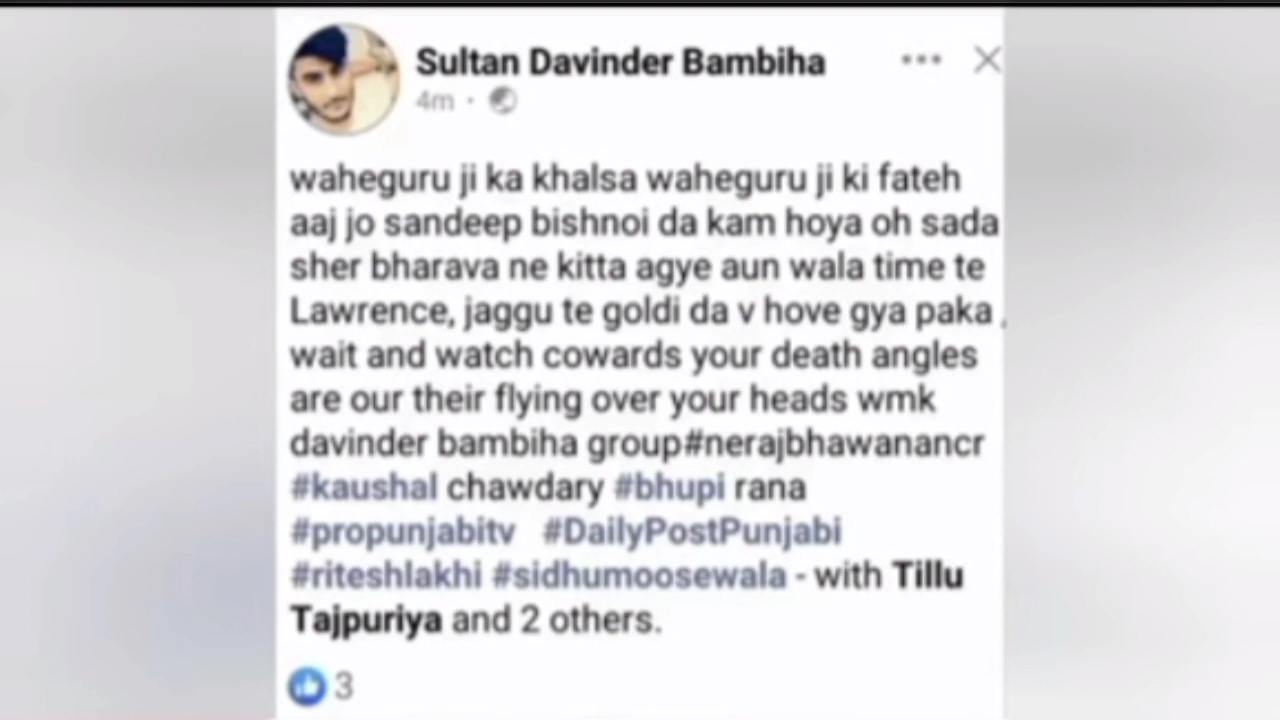 Sultan Davinder Bambiha
4m ·
waheguru ji ka khalsa waheguru ji ki fateh
aaj jo sandeep bishnoi da kam hoya oh sada
sher bharava ne kitta agye aun wala time te
Lawrence, jaggu te goldi da v hove gya paka ,
wait and watch cowards your death angles
are our their flying over your heads wmk
davinder bambiha group#nerajbhawanancr
#kaushal chawdary #bhupi rana
#propunjabitv #DailyPostPunjabi
#riteshlakhi #sidhumoosewala - with Tillu
Tajpuriya and 2 others.
3